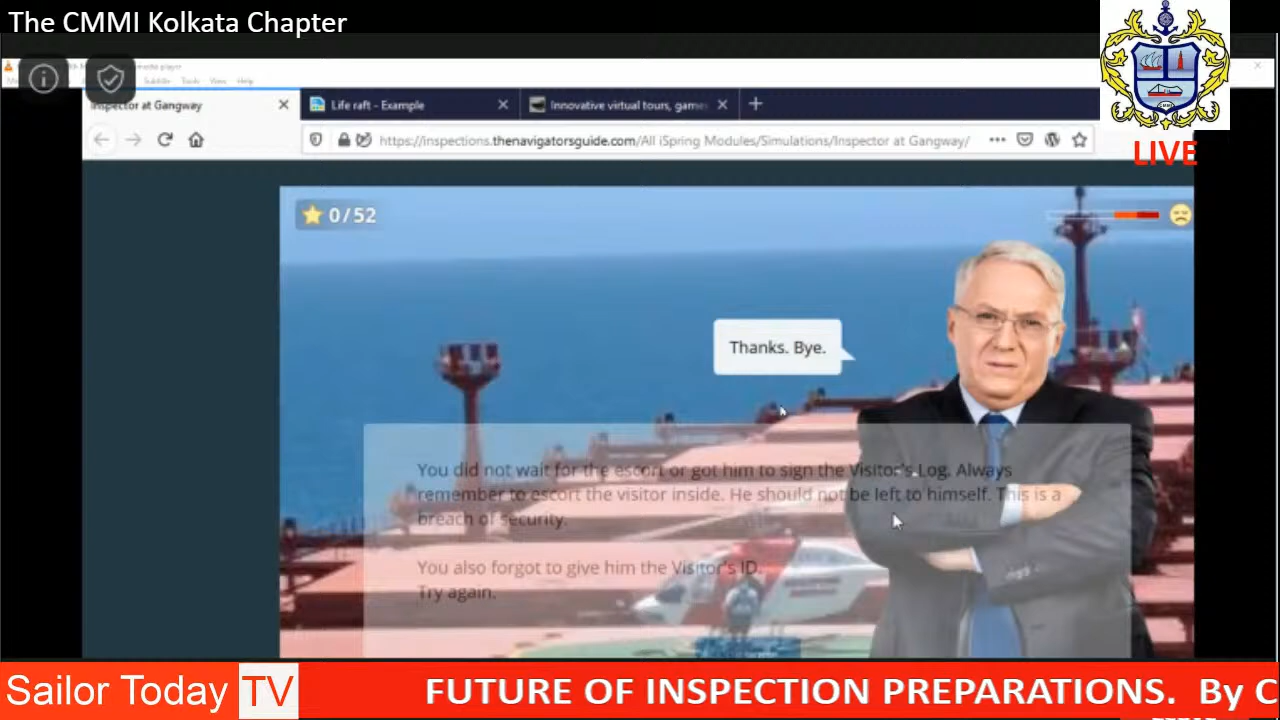 The CMMI Kolkata Chapter
LIVE
Subtitle Tools View Help
Inspector at Gangway
Life raft - Example
Innovative virtual tours, game
https://inspections.thenavigatorsguide.com/All iSpring Modules/Simulations/Inspector at Gangway/
0/52
Thanks. Bye.
You did not wait for the escort or got him to sign the Visitor's Log. Always
remember to escort the visitor inside. He should not be left to himself. This is a
breach of security.
You also forgot to give him the Visitor's ID.
Try again.
Sailor Today TV
FUTURE OF INSPECTION PREPARATIONS. By C